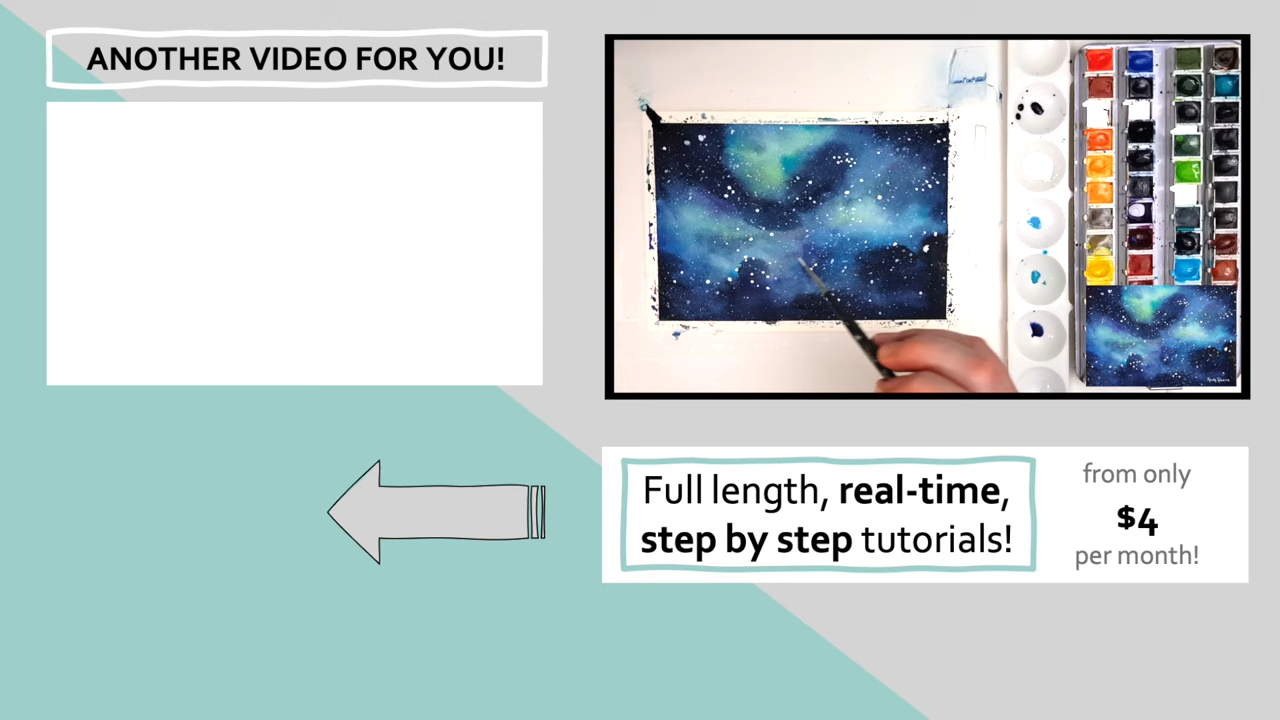 ANOTHER VIDEO FOR YOU!
Full length, real-time,
step by step tutorials!
from only
$4
per month!